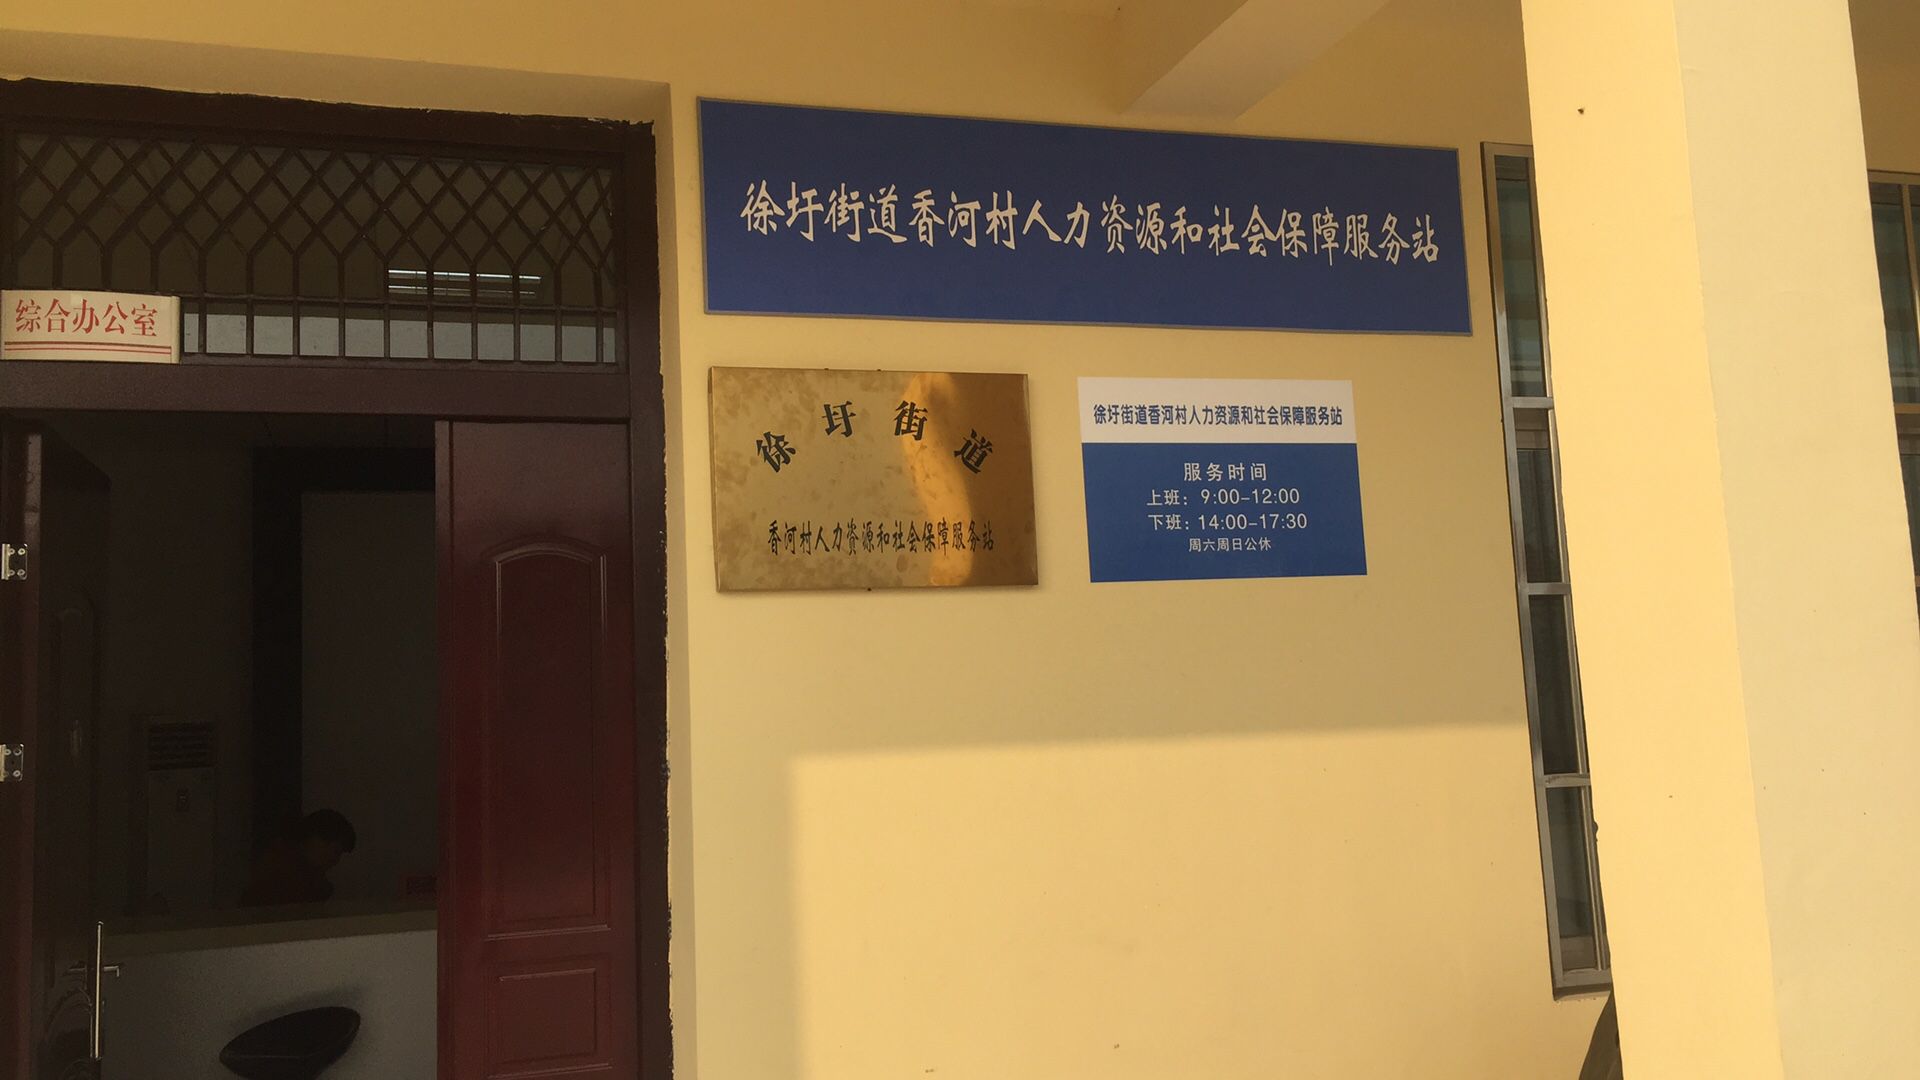 徐圩街道香河村人力资源和社会保障服务站
综合办公室
徐圩街道
香河村人力资源和社会保障服务站
徐圩街道香河村人力资源和社会保障服务站
服务时间
上班：9:00-12:00
下班：14:00-17:30
周六周日公休